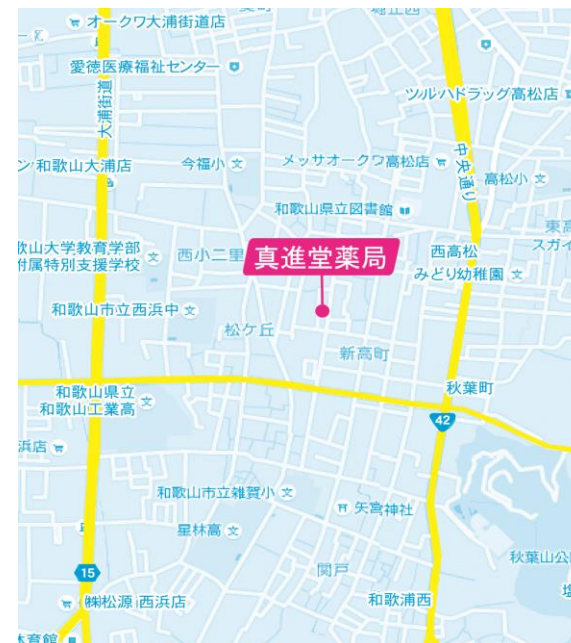 オークワ大浦街道店
愛徳医療福祉センター
大浦街道
ツルハドラッグ高松店
中央通り
ン和歌山大浦店
今福小
メッサオークワ高松店
高松小
和歌山県立図書館
歌山大学教育学部
附属特別支援学校
西小二里
真進堂薬局
西高松
みどり幼稚園
スガイ
和歌山市立西浜中
松ケ丘
新高町
和歌山県立
和歌山工業高
秋葉町
42
浜店
和歌山市立雑賀小
矢宮神社
星林高
秋葉山公
関戸
15
㈱松源 西浜店
和歌浦西
体育館